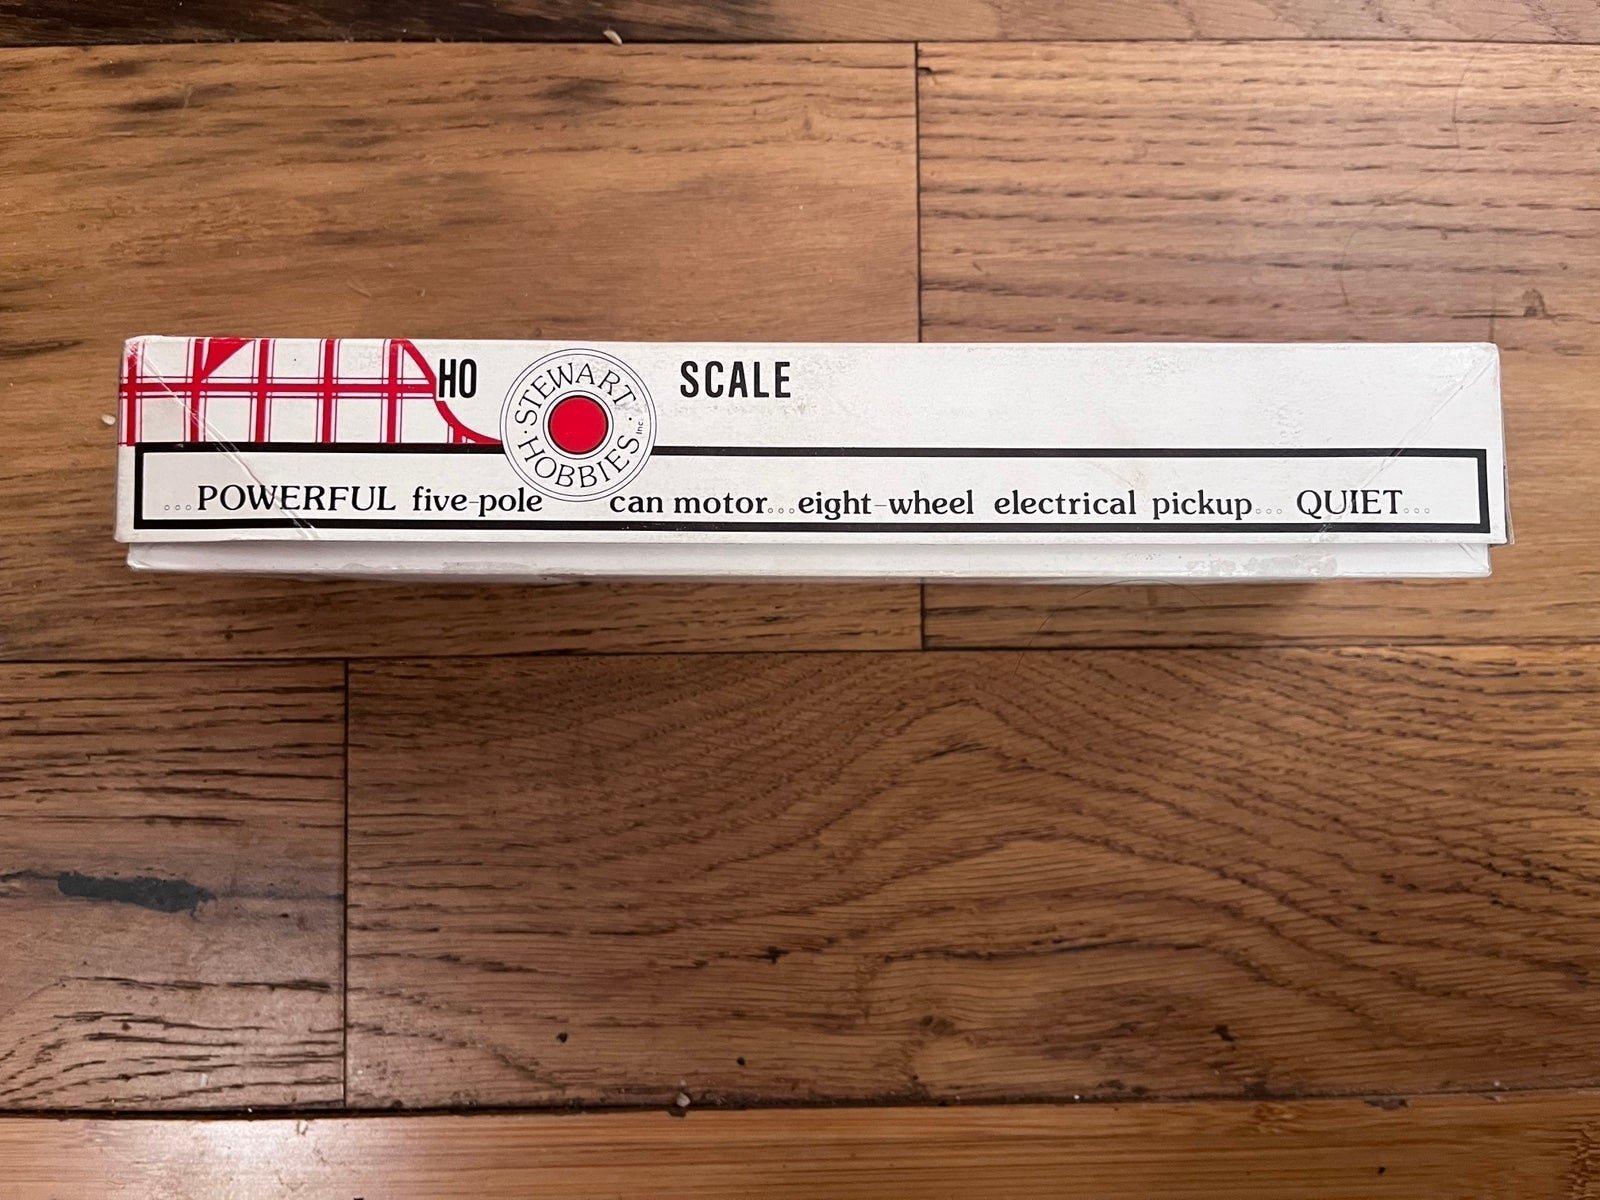 HO SCALE
STEWART · HOBBIES Inc. ·
...POWERFUL five-pole can motor...eight-wheel electrical pickup... QUIET...